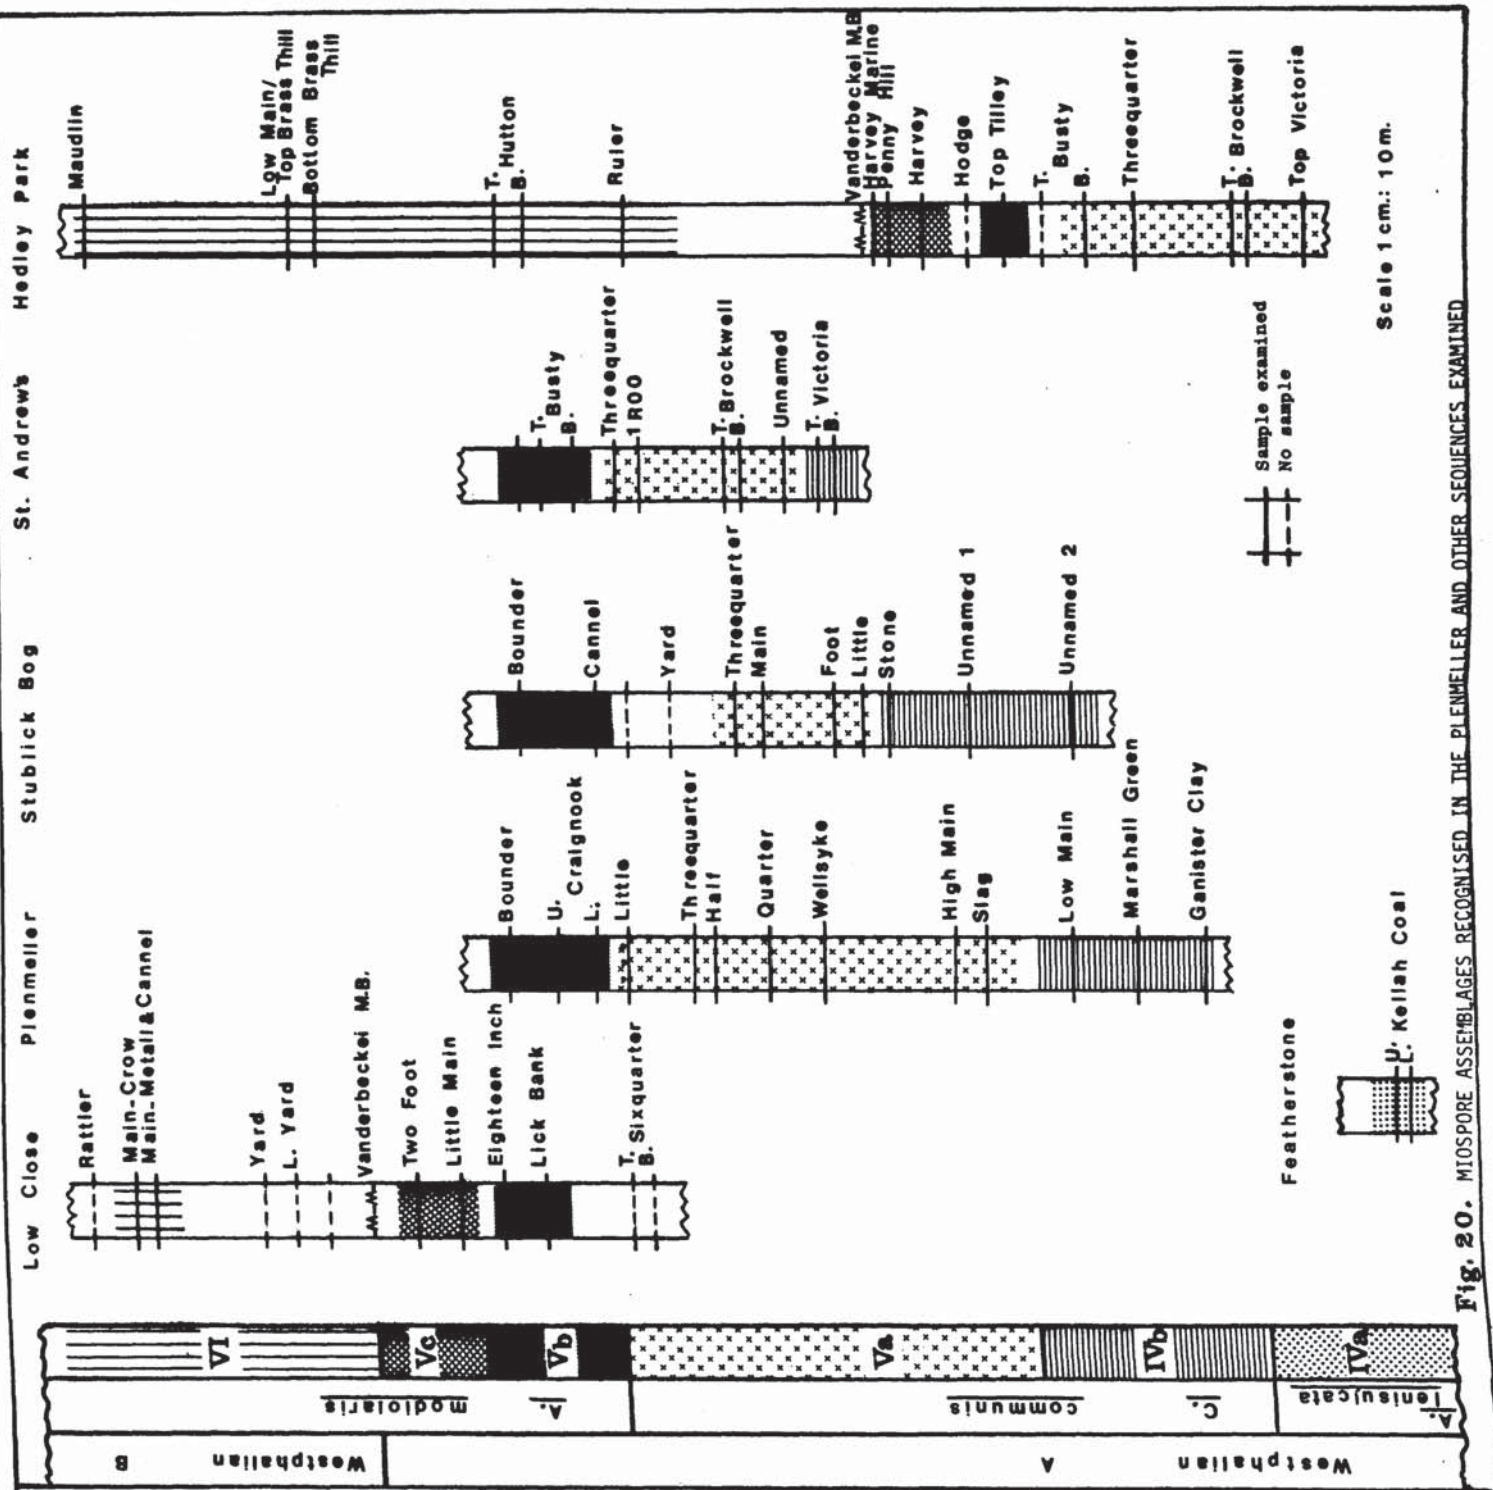 Low Close
Plenmeller
Stublick Bog
St. Andrew's
Hedley Park
Westphalian B
Westphalian A
A. modiolaris
C. communis
A. lenisulcata
VI
Vc
Vb
Va
IVb
IVa
Rattler
Main-Crow
Main-Metall&Cannel
Yard
L. Yard
Vanderbeckei M.B.
Two Foot
Little Main
Eighteen Inch
Lick Bank
T. Sixquarter
B.
Featherstone
U. Kellah Coal
L.
Bounder
U. Craignook
L.
Little
Threequarter
Half
Quarter
Wellsyke
High Main
Slag
Low Main
Marshall Green
Ganister Clay
Bounder
Cannel
Yard
Threequarter
Main
Foot
Little
Stone
Unnamed 1
Unnamed 2
T. Busty
B.
Threequarter
1R00
T. Brockwell
B.
Unnamed
T. Victoria
B.
Maudlin
Low Main/
Top Brass Thill
Bottom Brass
Thill
T. Hutton
B.
Ruler
Vanderbeckei M.B
Harvey Marine
Penny Hill
Harvey
Hodge
Top Tilley
T. Busty
B.
Threequarter
T. Brockwell
B.
Top Victoria
Sample examined
No sample
Scale 1cm.: 10m.
Fig. 20. MIOSPORE ASSEMBLAGES RECOGNISED IN THE PLENMELLER AND OTHER SEQUENCES EXAMINED